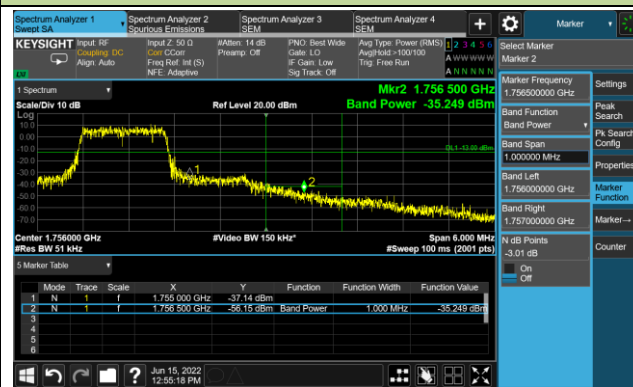 Spectrum Analyzer 1
Swept SA
Spectrum Analyzer 2
Spurious Emissions
Spectrum Analyzer 3
SEM
Spectrum Analyzer 4
SEM
+
Marker
KEYSIGHT
Input: RF
Coupling: DC
Align: Auto
Input Z: 50 Ω
Corr CCorr
Freq Ref: Int (S)
NFE: Adaptive
#Atten: 14 dB
Preamp: Off
PNO: Best Wide
Gate: LO
IF Gain: Low
Sig Track: Off
Avg Type: Power (RMS)
Avg|Hold:>100/100
Trig: Free Run
1 2 3 4 5 6
A W W W W W
A N N N N N
LXI
1 Spectrum
Scale/Div 10 dB
Ref Level 20.00 dBm
Mkr2 1.756 500 GHz
Band Power -35.249 dBm
Log
10.0
0.00
-10.0
-20.0
-30.0
-40.0
-50.0
-60.0
-70.0
DL1 -13.00 dBm
1
2
Center 1.756000 GHz
#Res BW 51 kHz
#Video BW 150 kHz*
Span 6.000 MHz
#Sweep 100 ms (2001 pts)
5 Marker Table
Mode Trace Scale X Y Function Function Width Function Value
1 N 1 f 1.755 000 GHz -37.14 dBm
2 N 1 f 1.756 500 GHz -56.15 dBm Band Power 1.000 MHz -35.249 dBm
3
4
5
6
Jun 15, 2022
12:55:18 PM
?
Select Marker
Marker 2
Marker Frequency
1.756500000 GHz
Band Function
Band Power
Band Span
1.000000 MHz
Band Left
1.756000000 GHz
Band Right
1.757000000 GHz
N dB Points
-3.01 dB
On
Off
Settings
Peak
Search
Pk Search
Config
Properties
Marker
Function
Marker→
Counter